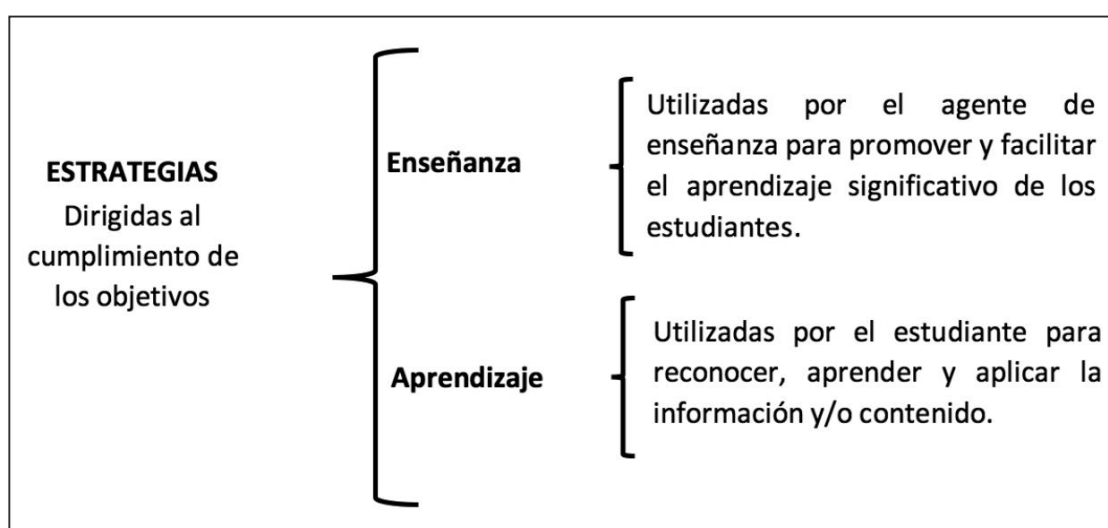 ESTRATEGIAS
Dirigidas al
cumplimiento de
los objetivos
Enseñanza
Utilizadas por el agente de
enseñanza para promover y facilitar
el aprendizaje significativo de los
estudiantes.
Aprendizaje
Utilizadas por el estudiante para
reconocer, aprender y aplicar la
información y/o contenido.